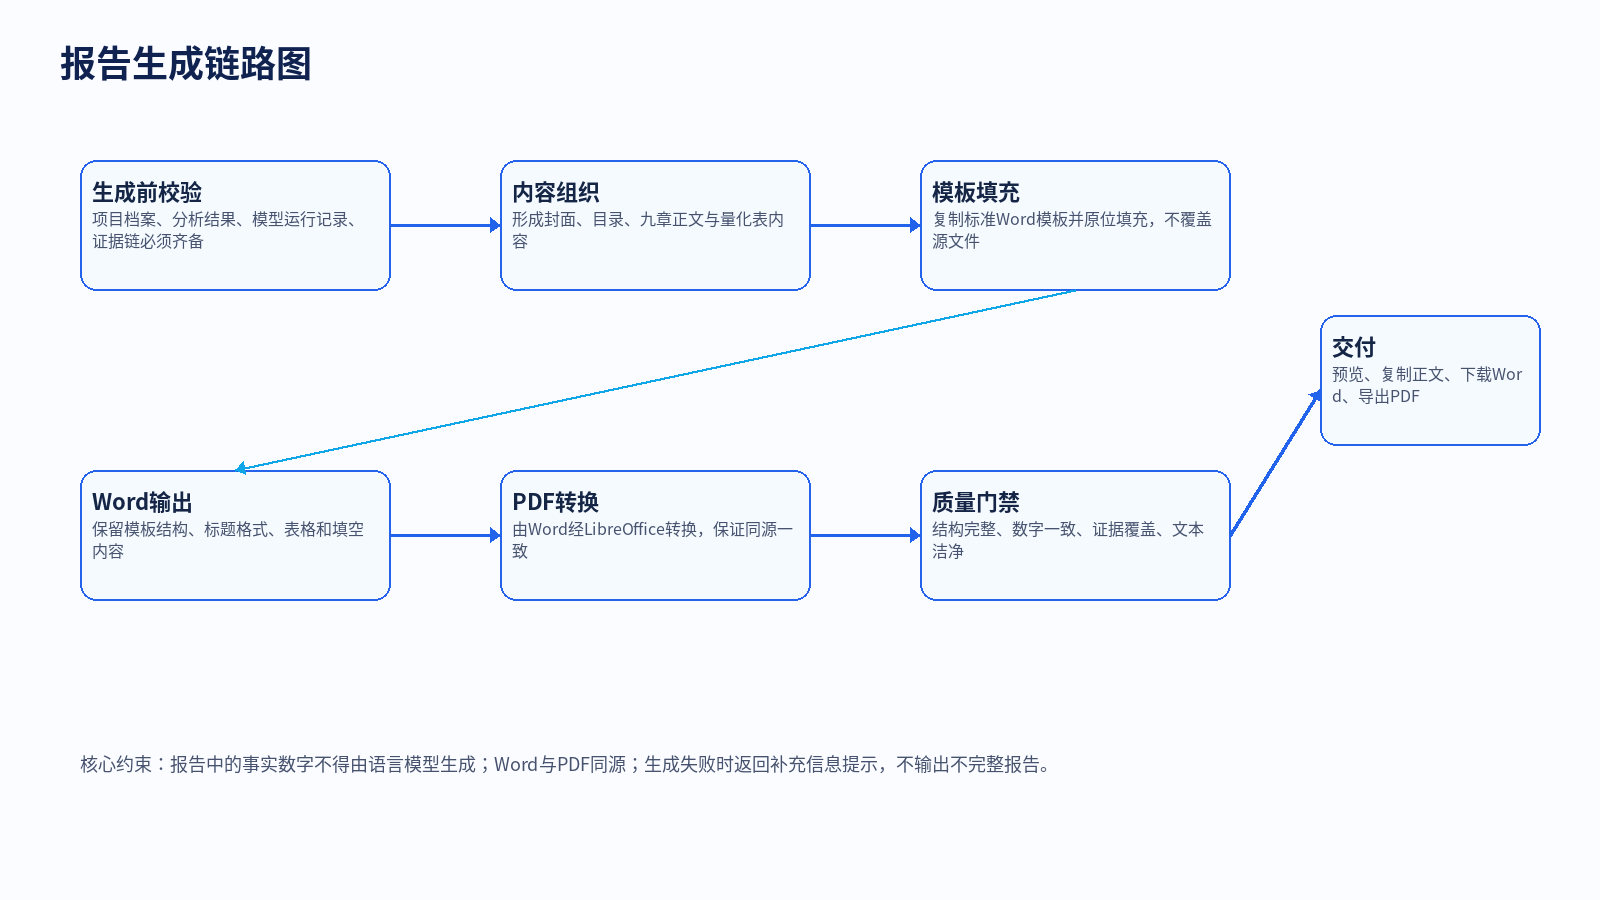 报告生成链路图
生成前校验
项目档案、分析结果、模型运行记录、
证据链必须齐备
内容组织
形成封面、目录、九章正文与量化表内
容
模板填充
复制标准Word模板并原位填充，不覆盖
源文件
交付
预览、复制正文、下载Wor
d、导出PDF
Word输出
保留模板结构、标题格式、表格和填空
内容
PDF转换
由Word经LibreOffice转换，保证同源一
致
质量门禁
结构完整、数字一致、证据覆盖、文本
洁净
核心约束：报告中的事实数字不得由语言模型生成；Word与PDF同源；生成失败时返回补充信息提示，不输出不完整报告。